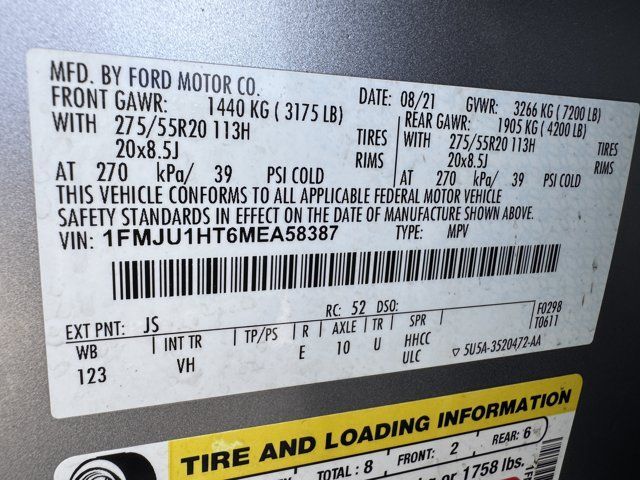 MFD. BY FORD MOTOR CO.
DATE: 08/21 GVWR: 3266 KG ( 7200 LB)
FRONT GAWR: 1440 KG ( 3175 LB) REAR GAWR: 1905 KG ( 4200 LB)
WITH 275/55R20 113H TIRES WITH 275/55R20 113H TIRES
20x8.5J RIMS 20x8.5J RIMS
AT 270 kPa/ 39 PSI COLD AT 270 kPa/ 39 PSI COLD
THIS VEHICLE CONFORMS TO ALL APPLICABLE FEDERAL MOTOR VEHICLE
SAFETY STANDARDS IN EFFECT ON THE DATE OF MANUFACTURE SHOWN ABOVE.
VIN: 1FMJU1HT6MEA58387 TYPE: MPV
F0298
T0611
EXT PNT: JS RC: 52 DSO:
WB INT TR TP/PS R AXLE TR SPR
123 VH E 10 U HHCC
ULC ▽ 5U5A-3520472-AA
TIRE AND LOADING INFORMATION
TOTAL : 8 FRONT: 2 REAR: 6
or 1758 lbs.